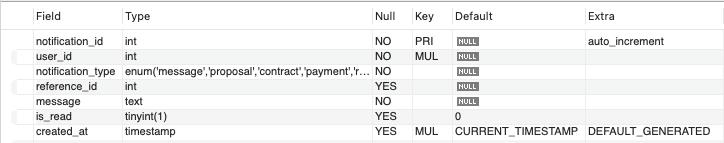 Field Type Null Key Default Extra
notification_id int NO PRI NULL auto_increment
user_id int NO MUL NULL
notification_type enum('message','proposal','contract','payment','r... NO NULL
reference_id int YES NULL
message text NO NULL
is_read tinyint(1) YES 0
created_at timestamp YES MUL CURRENT_TIMESTAMP DEFAULT_GENERATED